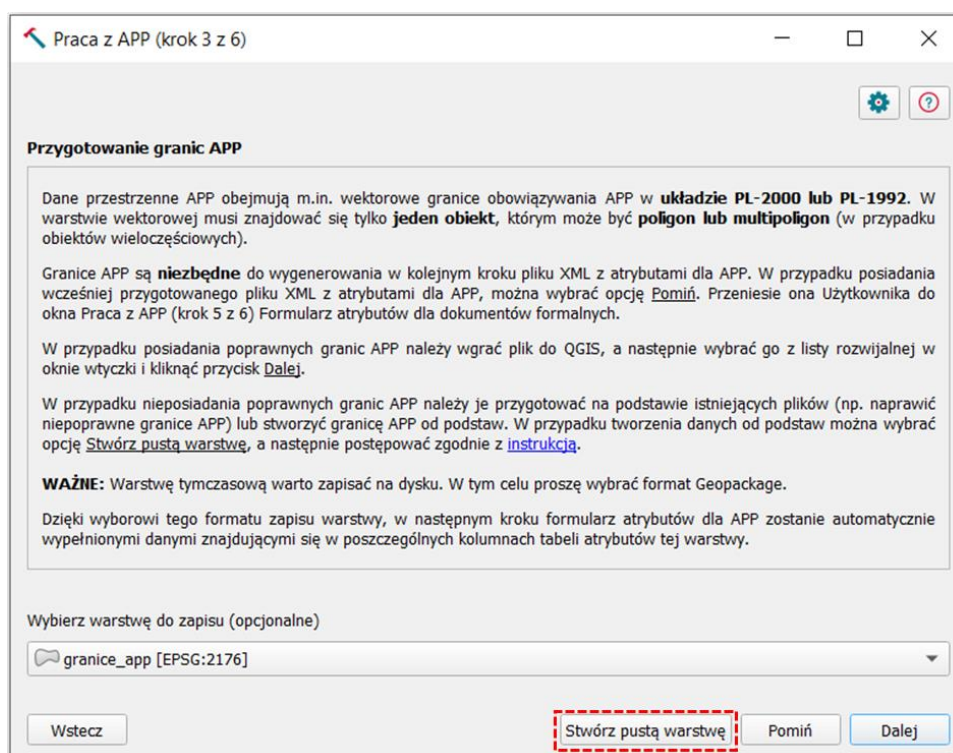 Praca z APP (krok 3 z 6)
Przygotowanie granic APP
Dane przestrzenne APP obejmują m.in. wektorowe granice obowiązywania APP w układzie PL-2000 lub PL-1992. W
warstwie wektorowej musi znajdować się tylko jeden obiekt, którym może być poligon lub multipoligon (w przypadku
obiektów wieloczęściowych).
Granice APP są niezbędne do wygenerowania w kolejnym kroku pliku XML z atrybutami dla APP. W przypadku posiadania
wcześniej przygotowanego pliku XML z atrybutami dla APP, można wybrać opcję Pomiń. Przeniesie ona Użytkownika do
okna Praca z APP (krok 5 z 6) Formularz atrybutów dla dokumentów formalnych.
W przypadku posiadania poprawnych granic APP należy wgrać plik do QGIS, a następnie wybrać go z listy rozwijalnej w
oknie wtyczki i kliknąć przycisk Dalej.
W przypadku nieposiadania poprawnych granic APP należy je przygotować na podstawie istniejących plików (np. naprawić
niepoprawne granice APP) lub stworzyć granicę APP od podstaw. W przypadku tworzenia danych od podstaw można wybrać
opcję Stwórz pustą warstwę, a następnie postępować zgodnie z instrukcją.
WAŻNE: Warstwę tymczasową warto zapisać na dysku. W tym celu proszę wybrać format Geopackage.
Dzięki wyborowi tego formatu zapisu warstwy, w następnym kroku formularz atrybutów dla APP zostanie automatycznie
wypełnionymi danymi znajdującymi się w poszczególnych kolumnach tabeli atrybutów tej warstwy.
Wybierz warstwę do zapisu (opcjonalne)
granice_app [EPSG:2176]
Wstecz Stwórz pustą warstwę Pomiń Dalej